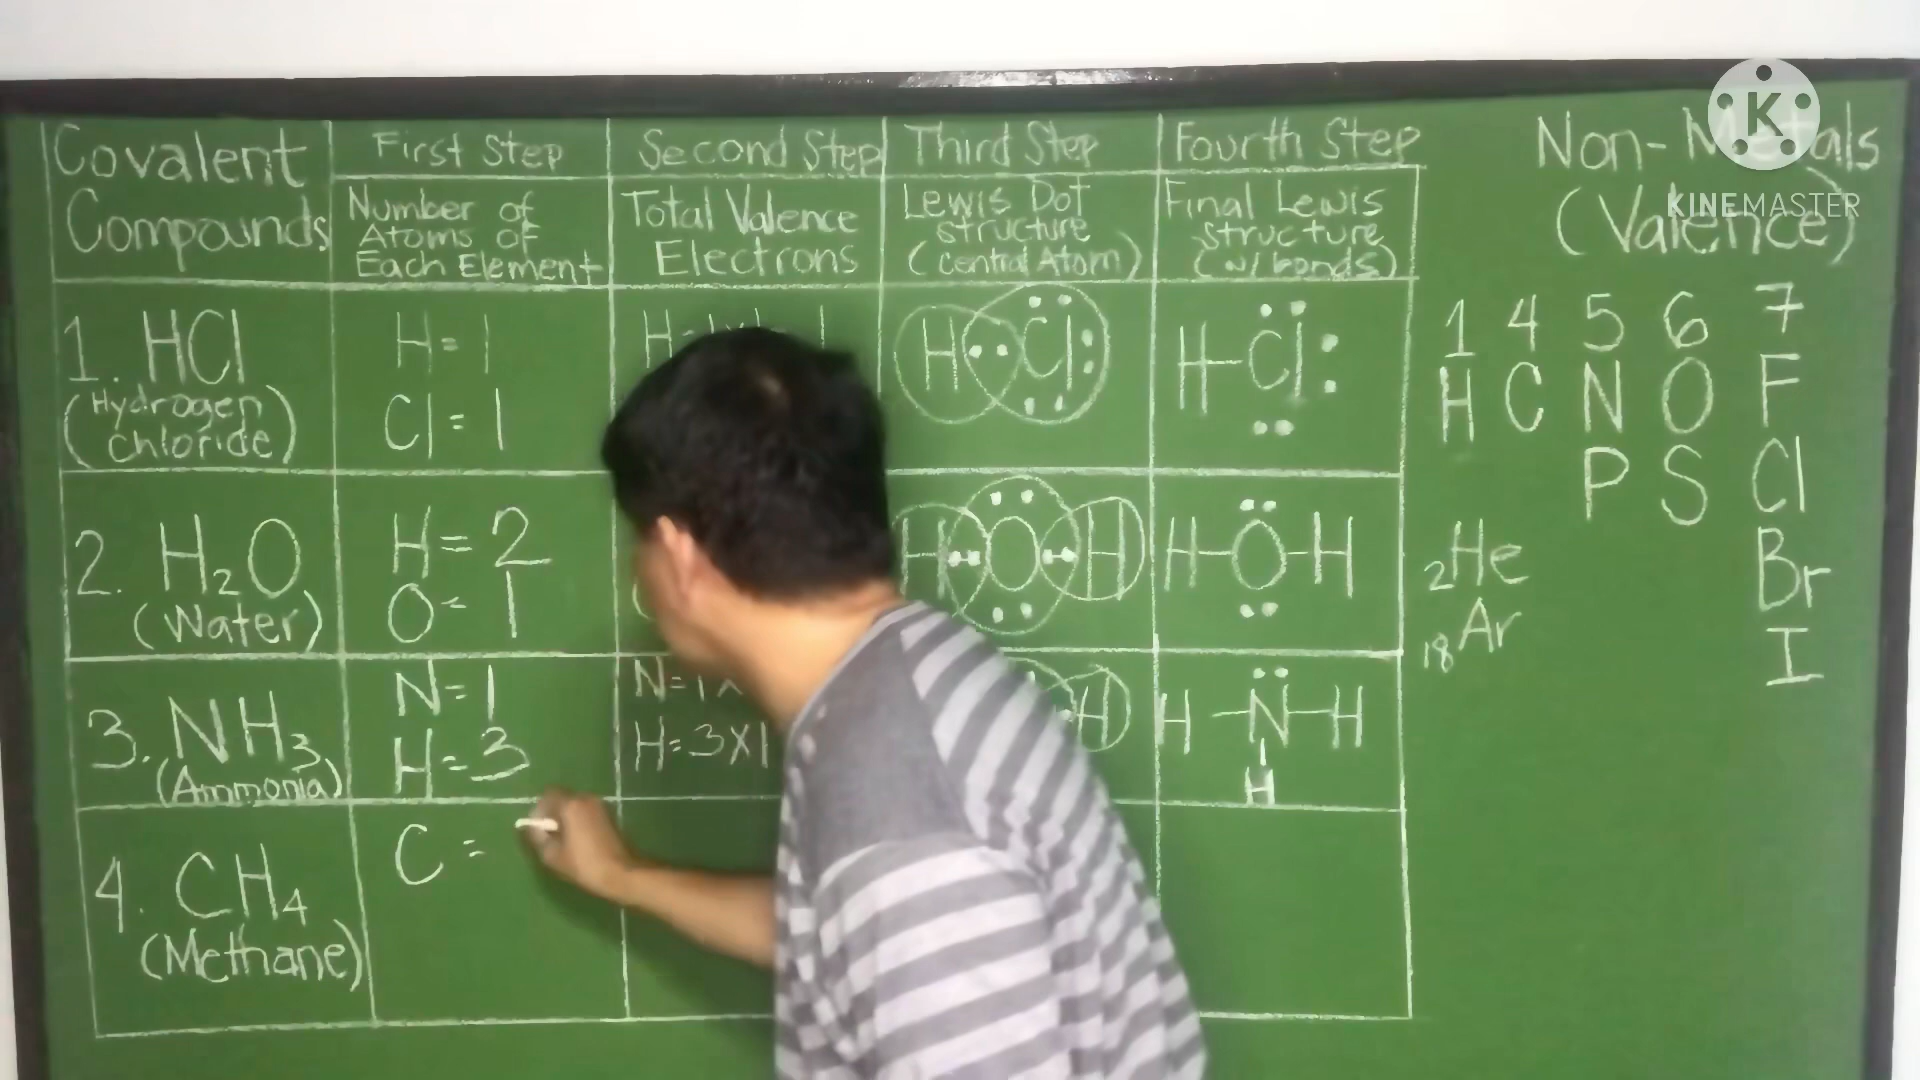 Covalent Compounds
First Step
Second Step
Third Step
Fourth Step
Number of
Atoms of
Each Element
Total Valence
Electrons
Lewis Dot
structure
(Central Atom)
Final Lewis
structure
(w/ bonds)
1. HCl
(Hydrogen
chloride)
H = 1
Cl = 1
H Cl
H-Cl
2. H₂O
(Water)
H = 2
O = 1
H O H
H-O-H
3. NH₃
(Ammonia)
N = 1
H = 3
N = 1 x
H = 3 x 1
H
H-N-H
H
4. CH₄
(Methane)
C =
Non-Metals
(Valence)
1 4 5 6 7
H C N O F
P S Cl
₂He Br
₁₈Ar I
K
KINEMASTER